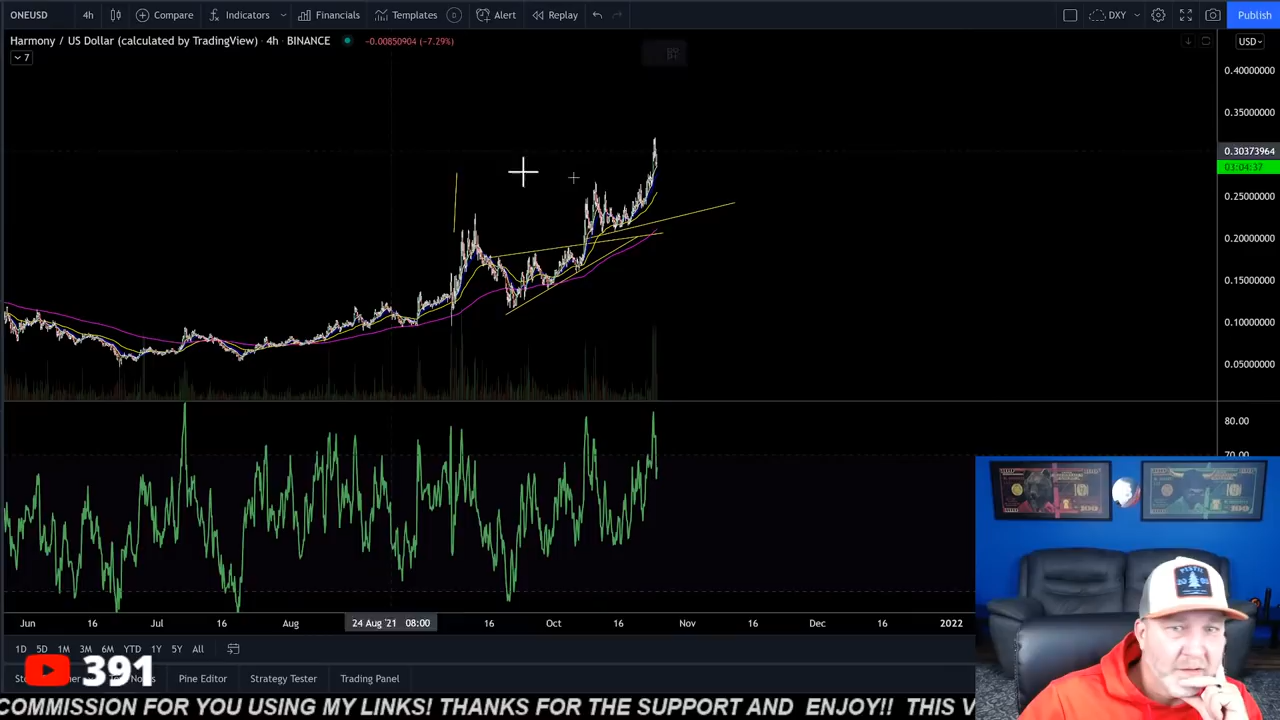 ONEUSD 4h Compare Indicators Financials Templates Alert Replay DXY Publish
Harmony / US Dollar (calculated by TradingView) · 4h · BINANCE −0.00850904 (−7.29%) USD
7
0.40000000
0.35000000
0.30373964
03:04:37
0.25000000
0.20000000
0.15000000
0.10000000
0.05000000
80.00
70.00
Jun 16 Jul 16 Aug 24 Aug '21 08:00 16 Oct 16 Nov 16 Dec 16 2022
1D 5D 1M 3M 6M YTD 1Y 5Y All
Pine Editor Strategy Tester Trading Panel
391
COMMISSION FOR YOU USING MY LINKS! THANKS FOR THE SUPPORT AND ENJOY!! THIS V